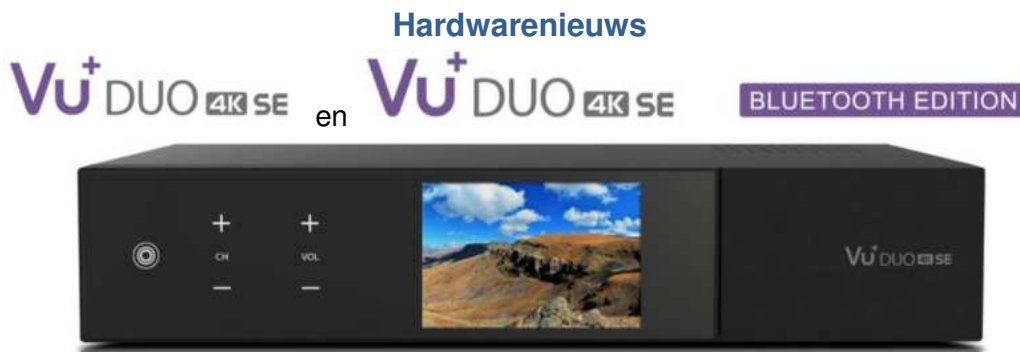 Hardwarenieuws
Vu+ DUO 4K SE en Vu+ DUO 4K SE BLUETOOTH EDITION
+ +
CH VOL
- -
Vu+ DUO 4K SE